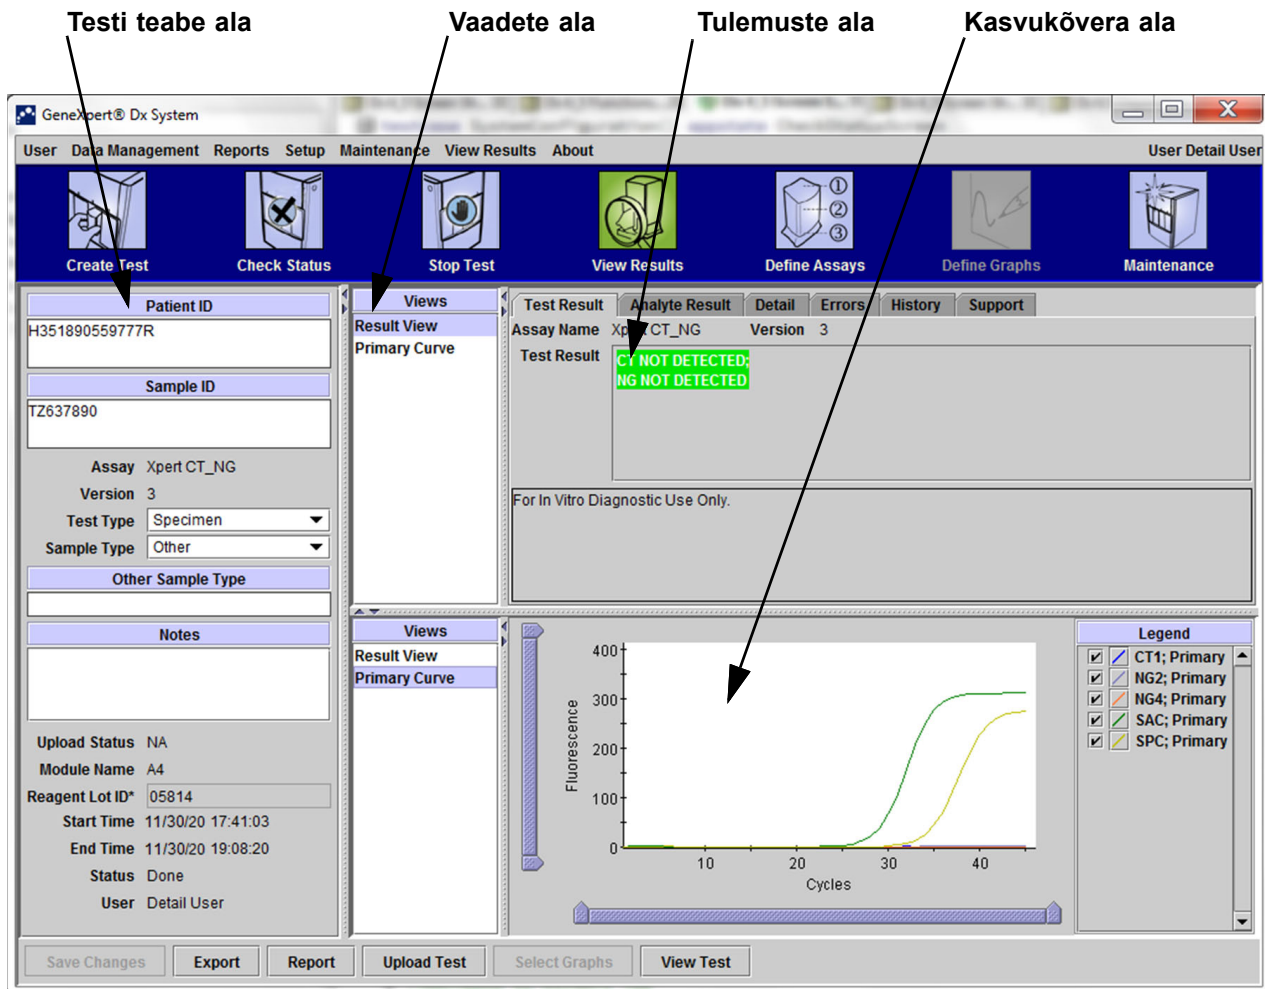 Testi teabe ala
Vaadete ala
Tulemuste ala
Kasvukõvera ala
GeneXpert® Dx System
User Data Management Reports Setup Maintenance View Results About
User Detail User
Create Test
Check Status
Stop Test
View Results
Define Assays
Define Graphs
Maintenance
Patient ID
H351890559777R
Sample ID
TZ637890
Assay Xpert CT_NG
Version 3
Test Type Specimen
Sample Type Other
Other Sample Type
Notes
Upload Status NA
Module Name A4
Reagent Lot ID* 05814
Start Time 11/30/20 17:41:03
End Time 11/30/20 19:08:20
Status Done
User Detail User
Views
Result View
Primary Curve
Test Result Analyte Result Detail Errors History Support
Assay Name Xpert CT_NG Version 3
Test Result
CT NOT DETECTED;
NG NOT DETECTED
For In Vitro Diagnostic Use Only.
Views
Result View
Primary Curve
400
300
200
100
0
Fluorescence
10 20 30 40
Cycles
Legend
CT1; Primary
NG2; Primary
NG4; Primary
SAC; Primary
SPC; Primary
Save Changes
Export
Report
Upload Test
Select Graphs
View Test